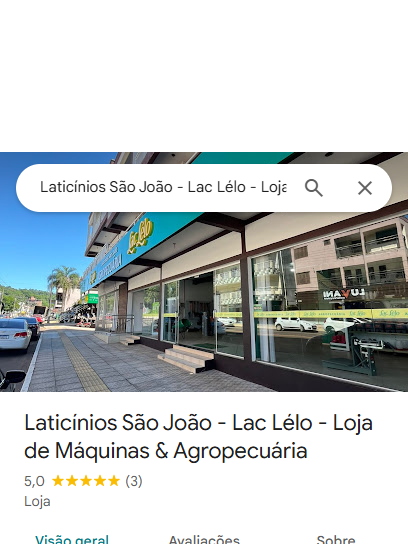 Laticínios São João - Lac Lélo - Loja
Lac Lélo
LUVANI
Lac Lélo
Laticínios São João - Lac Lélo - Loja
de Máquinas & Agropecuária
5,0 ★★★★★ (3)
Loja
Visão geral Avaliações Sobre